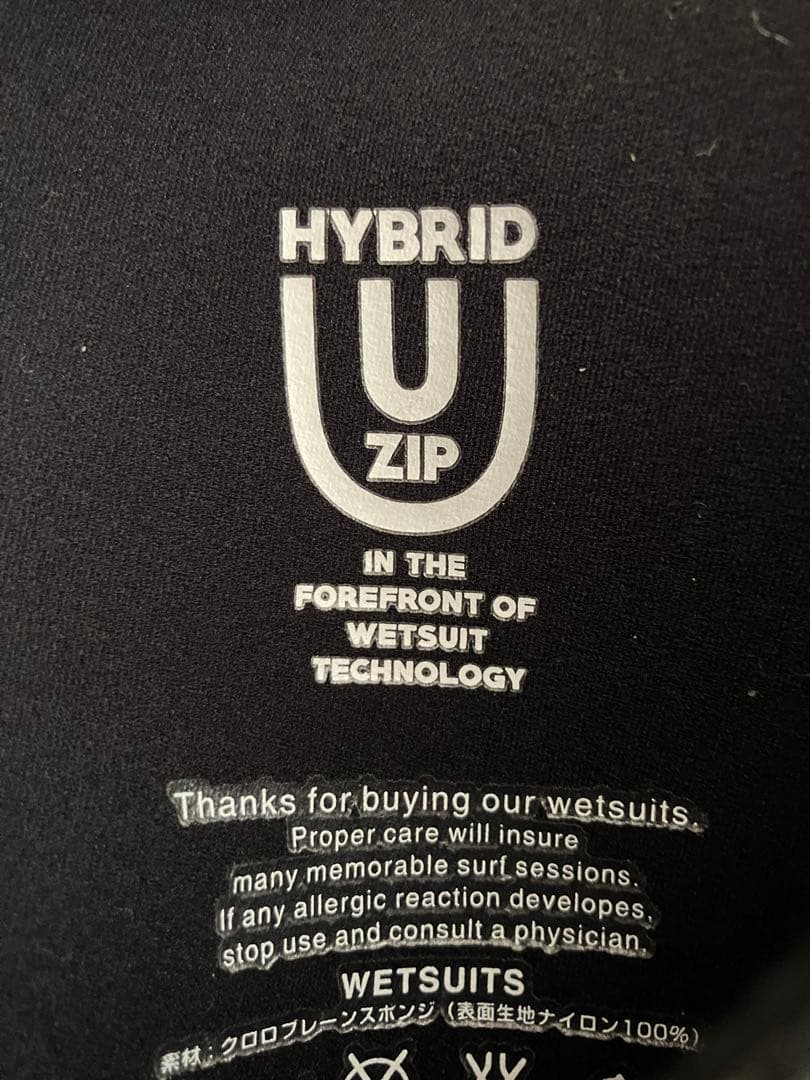 HYBRID
U
ZIP
IN THE
FOREFRONT OF
WETSUIT
TECHNOLOGY
Thanks for buying our wetsuits.
Proper care will insure
many memorable surf sessions.
If any allergic reaction developes,
stop use and consult a physician.
WETSUITS
素材：クロロプレーンスポンジ（表面生地ナイロン100%）